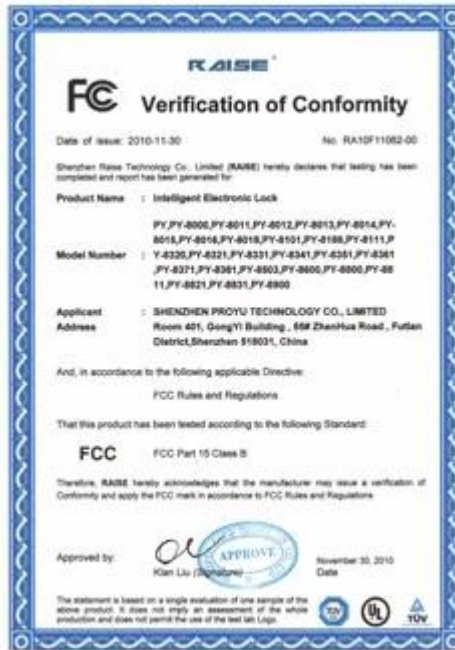 RAISE
FC Verification of Conformity
Date of issue: 2010-11-30 No. RA10F11062-00
Shenzhen Raise Technology Co., Limited (RAISE) hereby declares that testing has been
completed and report has been generated for:
Product Name : Intelligent Electronic Lock
PY,PY-8000,PY-8011,PY-8012,PY-8013,PY-8014,PY-
8015,PY-8016,PY-8018,PY-8101,PY-8188,PY-8111,P
Model Number : Y-8320,PY-8321,PY-8331,PY-8341,PY-8351,PY-8361
,PY-8371,PY-8381,PY-8503,PY-8600,PY-8800,PY-88
11,PY-8821,PY-8831,PY-8900
Applicant : SHENZHEN PROYU TECHNOLOGY CO., LIMITED
Address Room 401, GongYi Building , 66# ZhenHua Road , Futian
District,Shenzhen 518031, China
And, in accordance to the following applicable Directive:
FCC Rules and Regulations
That this product has been tested according to the following Standard:
FCC FCC Part 15 Class B
Therefore, RAISE hereby acknowledges that the manufacturer may issue a verification of
Conformity and apply the FCC mark in accordance to FCC Rules and Regulations.
Approved by:
APPROVE
Kian Liu (Signature)
November 30, 2010
Date
The statement is based on a single evaluation of one sample of the
above product. It does not imply an assessment of the whole
production and does not permit the use of the test lab Logo.
TUV UL TÜV